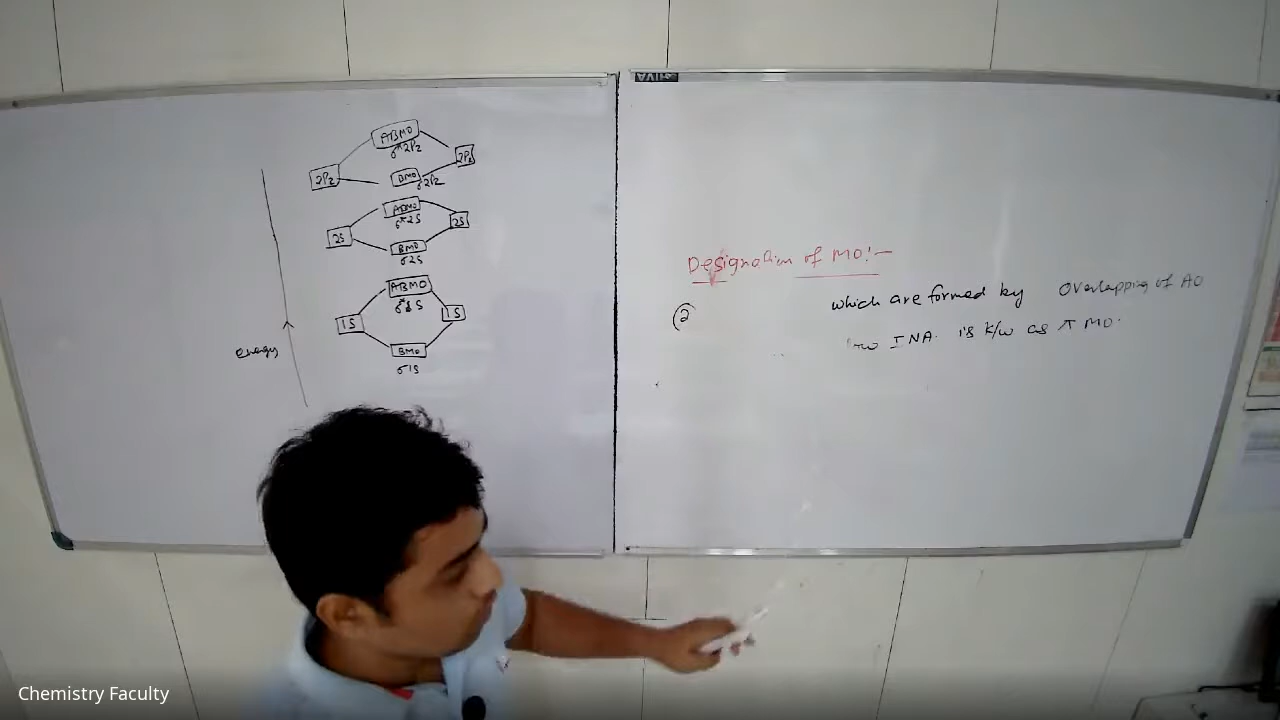 ABMO
σ*2Pz
2Pz
2Pz
BMO
σ2Pz
ABMO
σ*2S
2S
2S
BMO
σ2S
ABMO
σ*1S
1S
1S
BMO
σ1S
energy
Designation of MO:-
(2
which are formed by overlapping of AO
INA. is k/w as π MO.
Chemistry Faculty